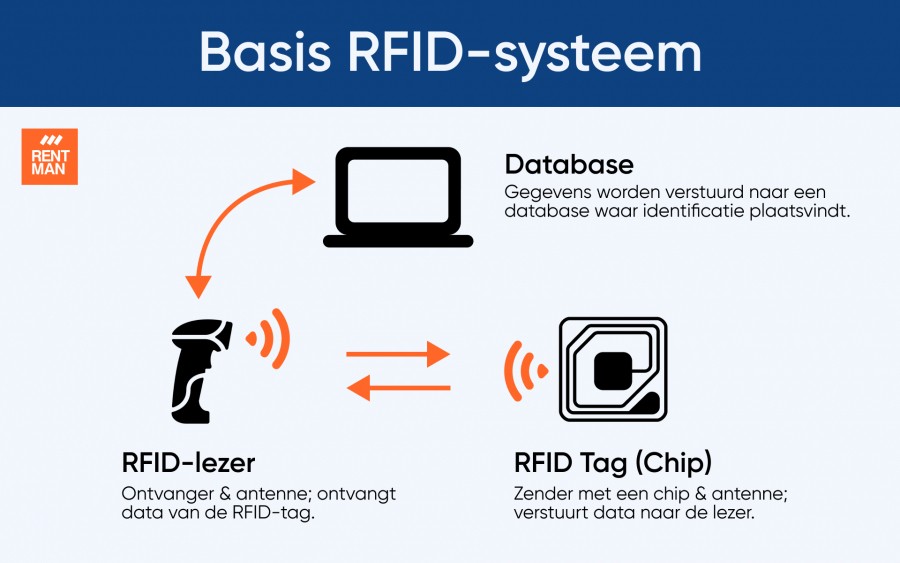 Basis RFID-systeem
RENT
MAN
Database
Gegevens worden verstuurd naar een
database waar identificatie plaatsvindt.
RFID-lezer
Ontvanger & antenne; ontvangt
data van de RFID-tag.
RFID Tag (Chip)
Zender met een chip & antenne;
verstuurt data naar de lezer.